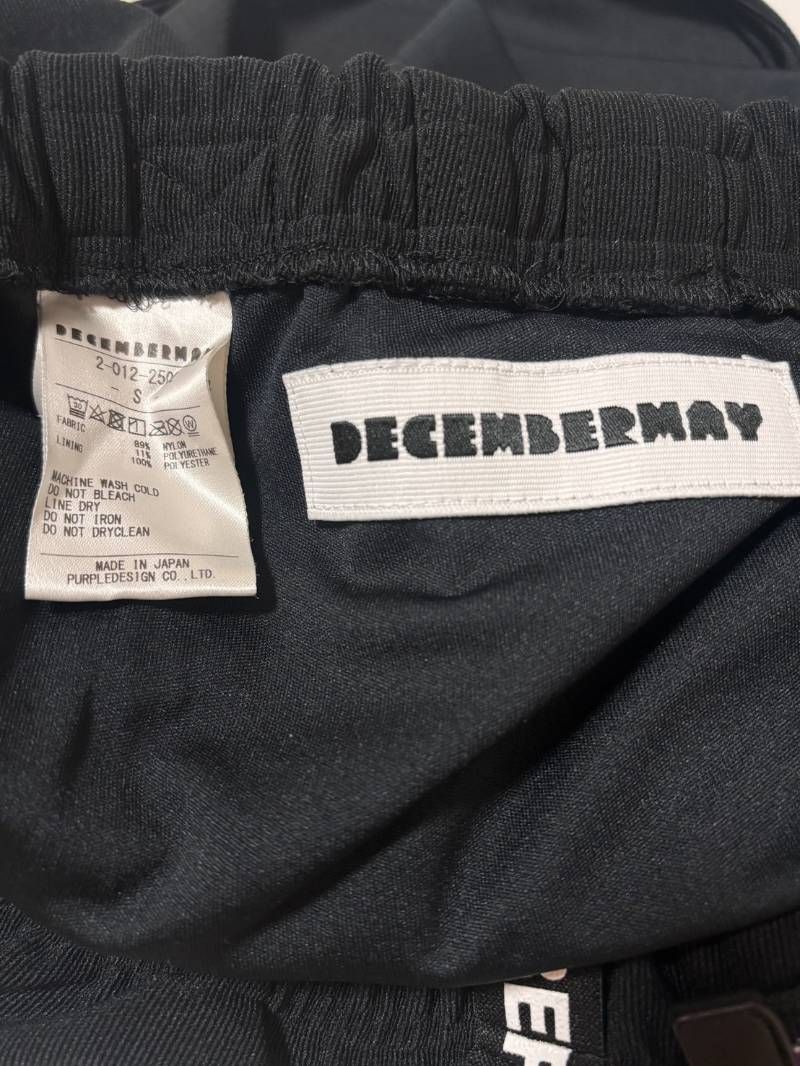 DECEMBERMAY
2-012-250
- S
30
FABRIC 89% NYLON
11% POLYURETHANE
LINING 100% POLYESTER
MACHINE WASH COLD
DO NOT BLEACH
LINE DRY
DO NOT IRON
DO NOT DRYCLEAN
MADE IN JAPAN
PURPLEDESIGN CO.,LTD.
DECEMBERMAY